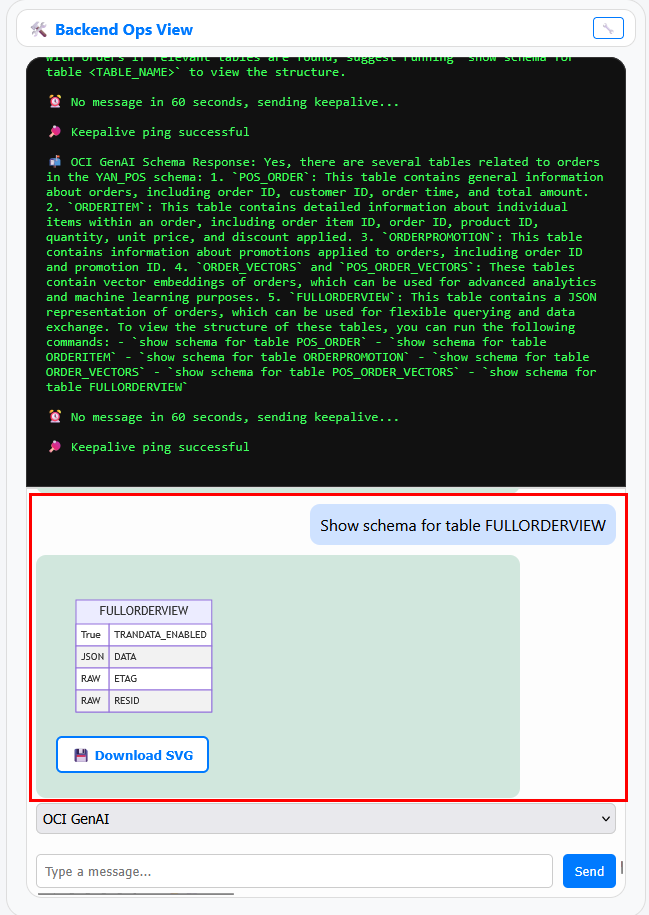 Backend Ops View
with orders if relevant tables are found, suggest running `show schema for
table <TABLE_NAME>` to view the structure.
No message in 60 seconds, sending keepalive...
Keepalive ping successful
OCI GenAI Schema Response: Yes, there are several tables related to orders
in the YAN_POS schema: 1. `POS_ORDER`: This table contains general information
about orders, including order ID, customer ID, order time, and total amount.
2. `ORDERITEM`: This table contains detailed information about individual
items within an order, including order item ID, order ID, product ID,
quantity, unit price, and discount applied. 3. `ORDERPROMOTION`: This table
contains information about promotions applied to orders, including order ID
and promotion ID. 4. `ORDER_VECTORS` and `POS_ORDER_VECTORS`: These tables
contain vector embeddings of orders, which can be used for advanced analytics
and machine learning purposes. 5. `FULLORDERVIEW`: This table contains a JSON
representation of orders, which can be used for flexible querying and data
exchange. To view the structure of these tables, you can run the following
commands: - `show schema for table POS_ORDER` - `show schema for table
ORDERITEM` - `show schema for table ORDERPROMOTION` - `show schema for table
ORDER_VECTORS` - `show schema for table POS_ORDER_VECTORS` - `show schema for
table FULLORDERVIEW`
No message in 60 seconds, sending keepalive...
Keepalive ping successful
Show schema for table FULLORDERVIEW
FULLORDERVIEW
True TRANDATA_ENABLED
JSON DATA
RAW ETAG
RAW RESID
Download SVG
OCI GenAI
Type a message...
Send